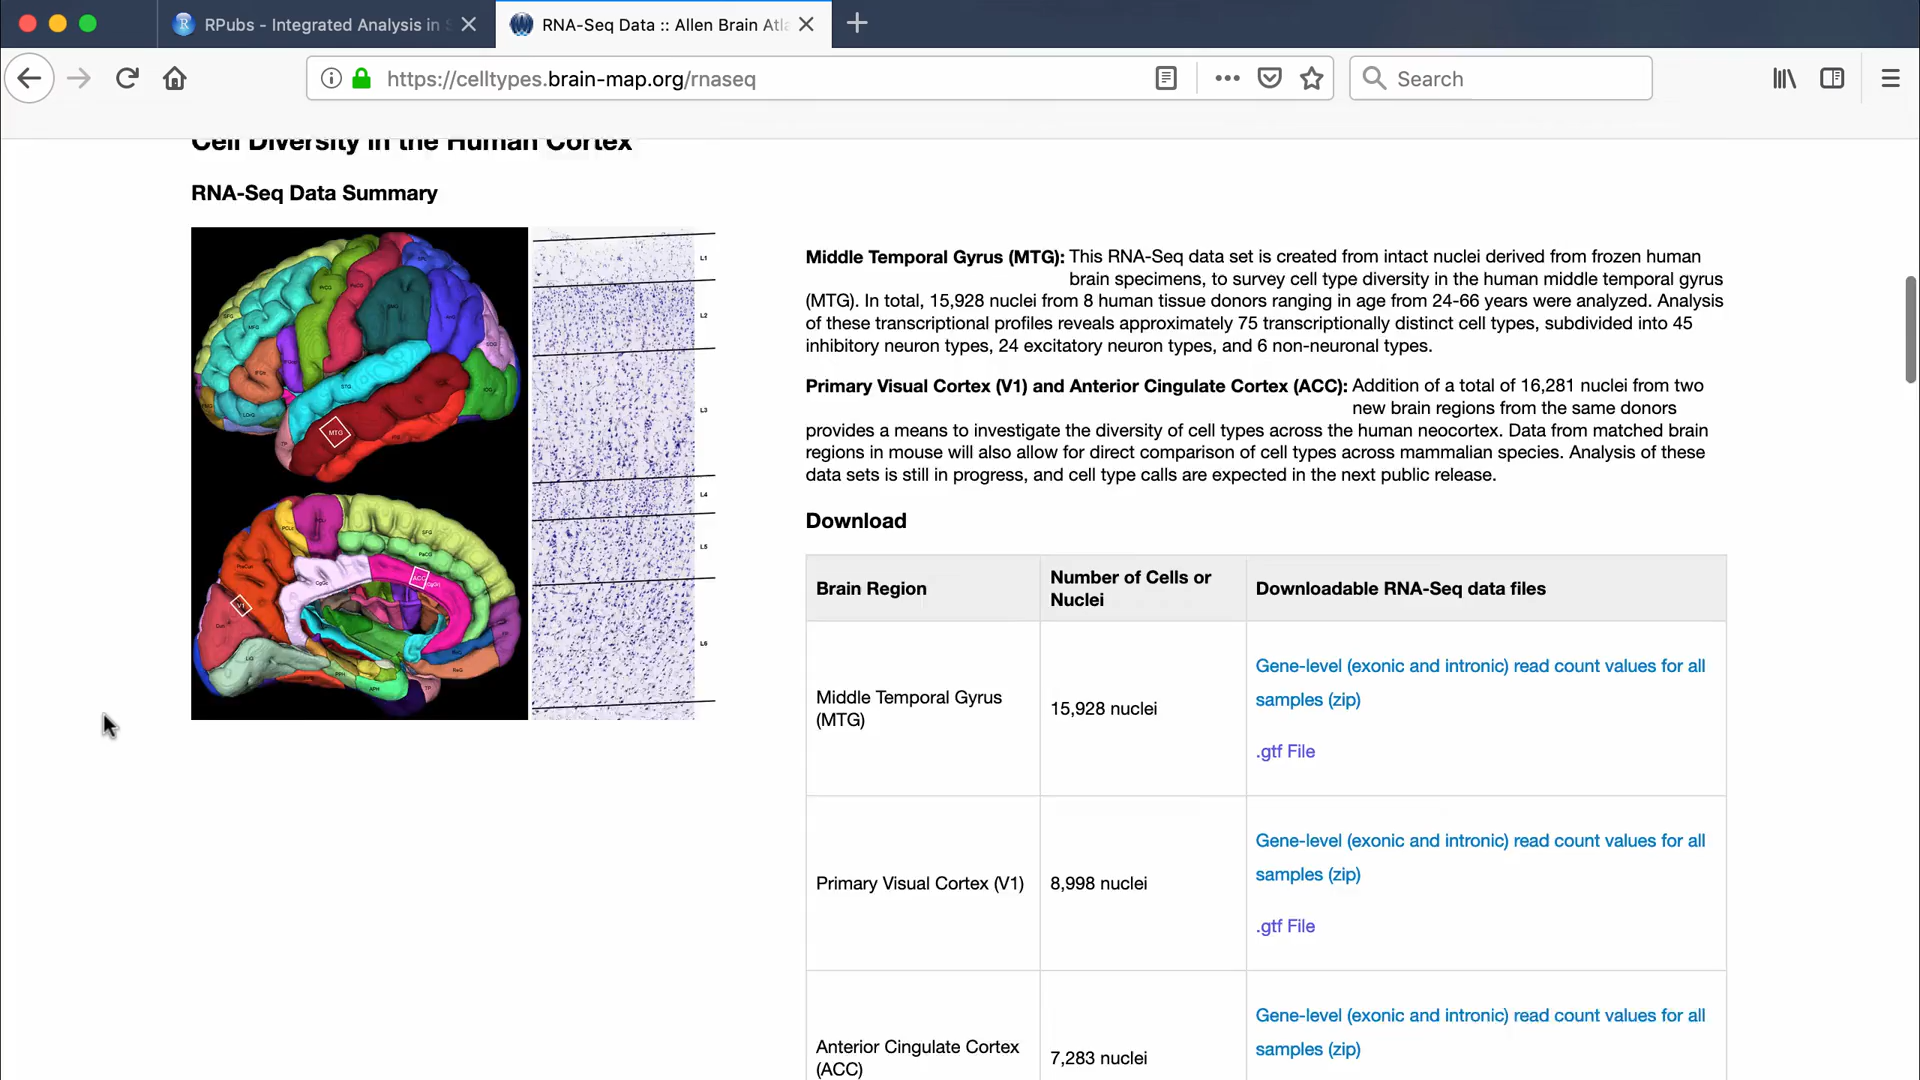 RPubs - Integrated Analysis in
RNA-Seq Data :: Allen Brain Atla
https://celltypes.brain-map.org/rnaseq
Search
Cell Diversity in the Human Cortex
RNA-Seq Data Summary
L1
L2
L3
L4
L5
L6
MTG
ACC
V1
Middle Temporal Gyrus (MTG): This RNA-Seq data set is created from intact nuclei derived from frozen human
brain specimens, to survey cell type diversity in the human middle temporal gyrus
(MTG). In total, 15,928 nuclei from 8 human tissue donors ranging in age from 24-66 years were analyzed. Analysis
of these transcriptional profiles reveals approximately 75 transcriptionally distinct cell types, subdivided into 45
inhibitory neuron types, 24 excitatory neuron types, and 6 non-neuronal types.
Primary Visual Cortex (V1) and Anterior Cingulate Cortex (ACC): Addition of a total of 16,281 nuclei from two
new brain regions from the same donors
provides a means to investigate the diversity of cell types across the human neocortex. Data from matched brain
regions in mouse will also allow for direct comparison of cell types across mammalian species. Analysis of these
data sets is still in progress, and cell type calls are expected in the next public release.
Download
Brain Region
Number of Cells or
Nuclei
Downloadable RNA-Seq data files
Middle Temporal Gyrus
(MTG)
15,928 nuclei
Gene-level (exonic and intronic) read count values for all
samples (zip)
.gtf File
Primary Visual Cortex (V1)
8,998 nuclei
Gene-level (exonic and intronic) read count values for all
samples (zip)
.gtf File
Anterior Cingulate Cortex
(ACC)
7,283 nuclei
Gene-level (exonic and intronic) read count values for all
samples (zip)